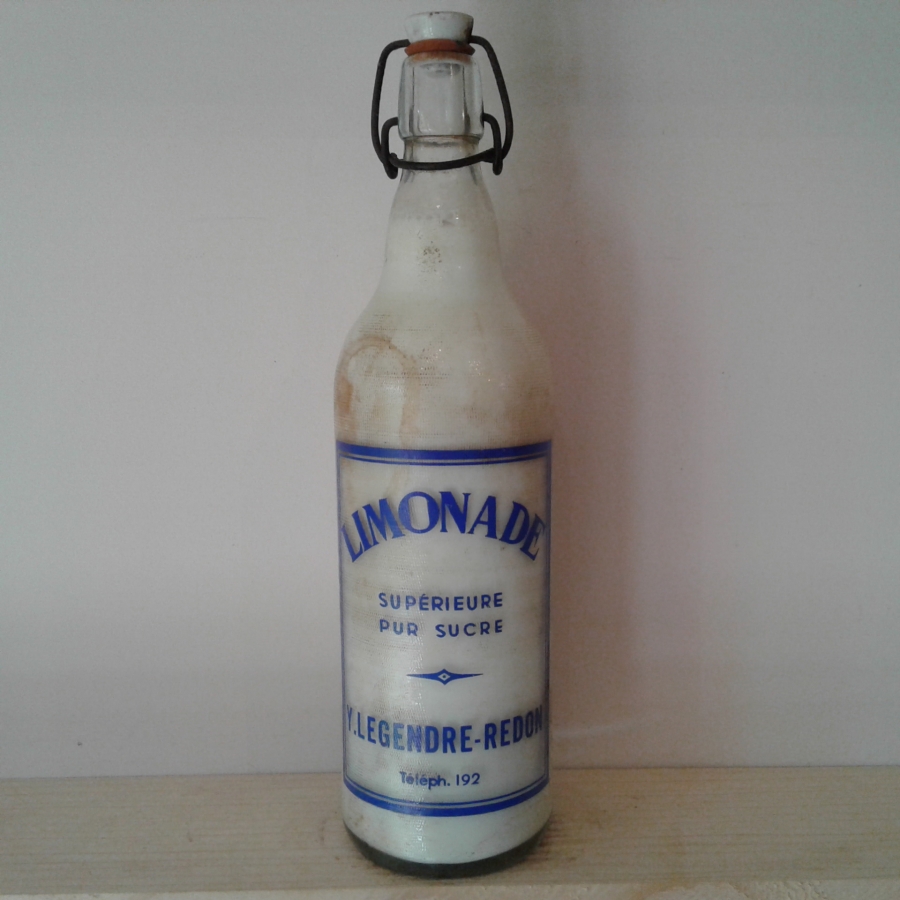 LIMONADE
SUPÉRIEURE
PUR SUCRE
Y.LEGENDRE-REDON
Téléph. 192